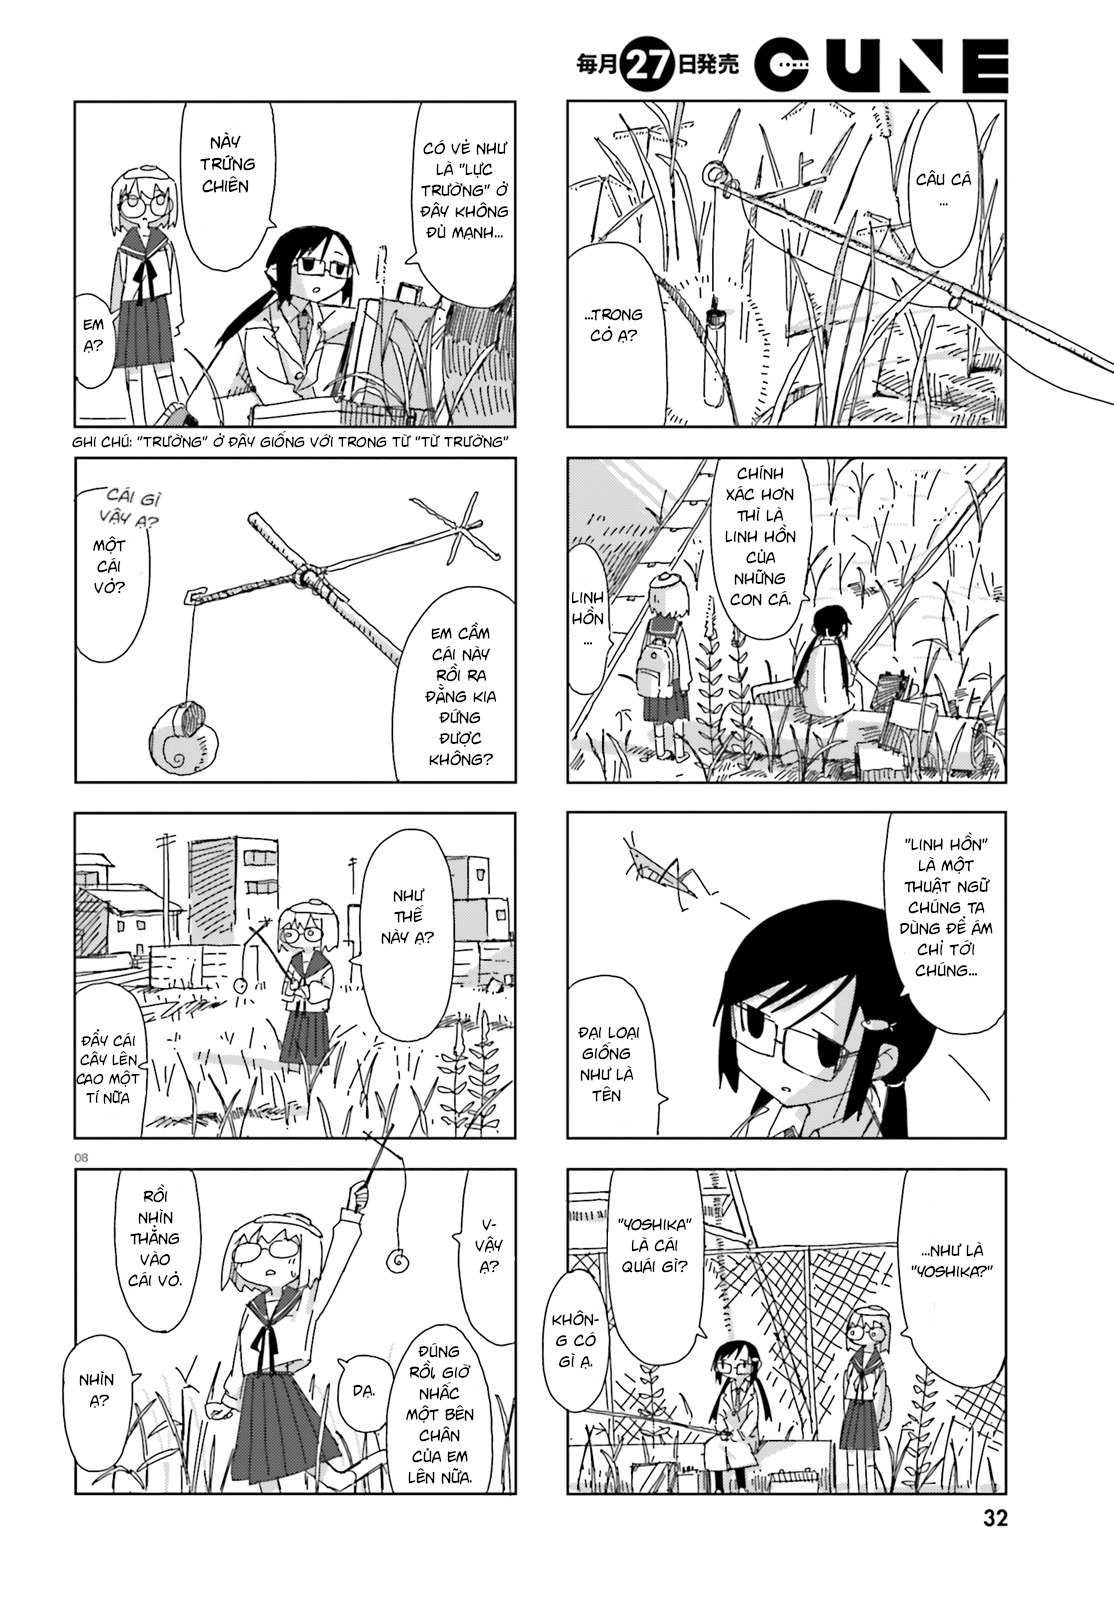 毎月27日発売 COMIC CUNE
CÂU CÁ
...
...TRONG
CỎ Ạ?
CHÍNH
XÁC HƠN
THÌ LÀ
LINH HỒN
CỦA
NHỮNG
CON CÁ.
LINH
HỒN
...
"LINH HỒN"
LÀ MỘT
THUẬT NGỮ
CHÚNG TA
DÙNG ĐỂ ÁM
CHỈ TỚI
CHÚNG...
ĐẠI LOẠI
GIỐNG
NHƯ LÀ
TÊN
...NHƯ LÀ
"YOSHIKA?"
"YOSHIKA"
LÀ CÁI
QUÁI GÌ?
KHÔN-
G CÓ
GÌ Ạ.
CÓ VẺ NHƯ
LÀ "LỰC
TRƯỜNG" Ở
ĐÂY KHÔNG
ĐỦ MẠNH...
NÀY
TRỨNG
CHIÊN
EM
Ạ?
GHI CHÚ: "TRƯỜNG" Ở ĐÂY GIỐNG VỚI TRONG TỪ "TỪ TRƯỜNG"
EM CẦM
CÁI NÀY
RỒI RA
ĐẰNG KIA
ĐỨNG
ĐƯỢC
KHÔNG?
CÁI GÌ
VẬY Ạ?
MỘT
CÁI
VỎ?
NHƯ
THẾ
NÀY Ạ?
ĐẨY CÁI
CÂY LÊN
CAO MỘT
TÍ NỮA
08
V-
VẬY
Ạ?
ĐÚNG
RỒI, GIỜ
NHẤC
MỘT BÊN
CHÂN
CỦA EM
LÊN NỮA.
DẠ.
RỒI
NHÌN
THẲNG
VÀO
CÁI VỎ.
NHÌN
Ạ?
32